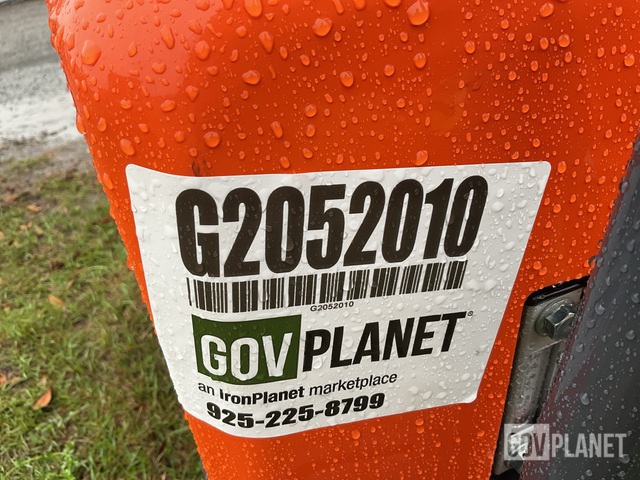 G2052010
G2052010
GOV PLANET®
an IronPlanet marketplace
925-225-8799
GOVPLANET